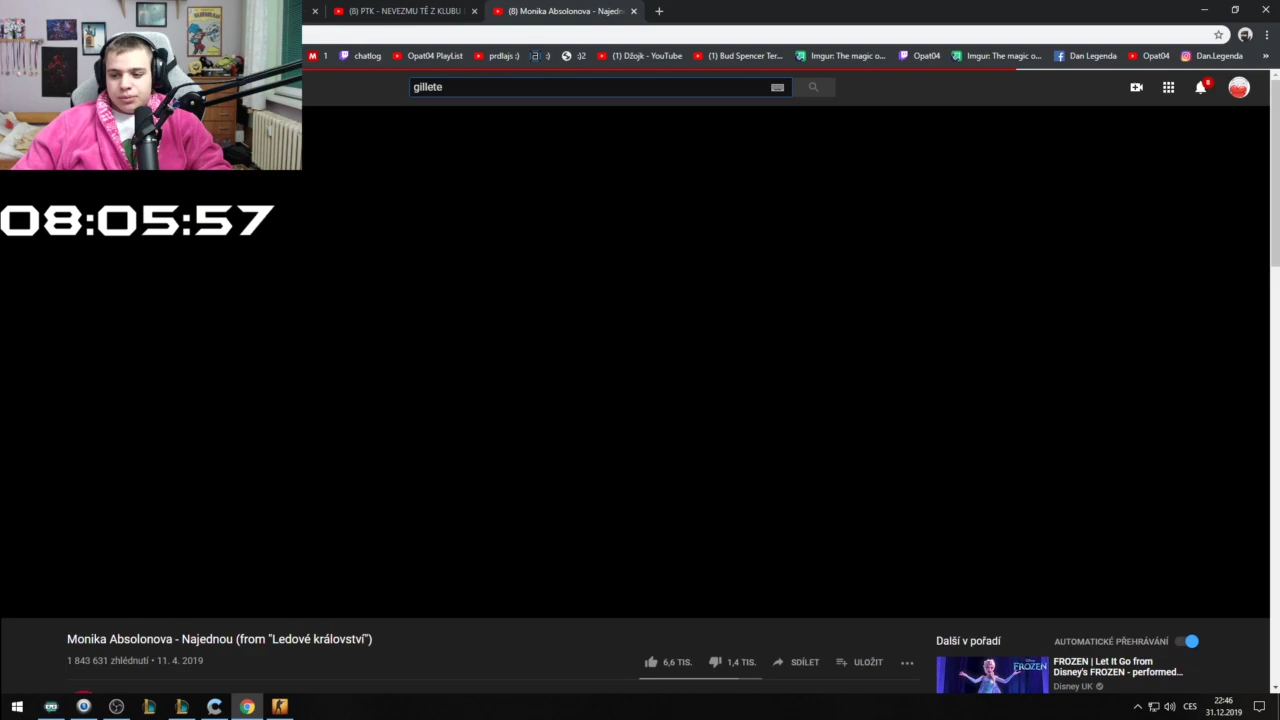 (8) PTK - NEVEZMU TĚ Z KLUBU
(8) Monika Absolonova - Najedn
1
chatlog
Opat04 PlayList
prdlajs :)
:)
:)2
(1) Džojk - YouTube
(1) Bud Spencer Ter...
Imgur: The magic o...
Opat04
Imgur: The magic o...
Dan Legenda
Opat04
Dan.Legenda
gillete
8
08:05:57
Monika Absolonova - Najednou (from "Ledové království")
1 843 631 zhlédnutí • 11. 4. 2019
6,6 TIS.
1,4 TIS.
SDÍLET
ULOŽIT
Další v pořadí
AUTOMATICKÉ PŘEHRÁVÁNÍ
FROZEN
FROZEN | Let It Go from
Disney's FROZEN - performed...
Disney UK
CES
22:46
31.12.2019